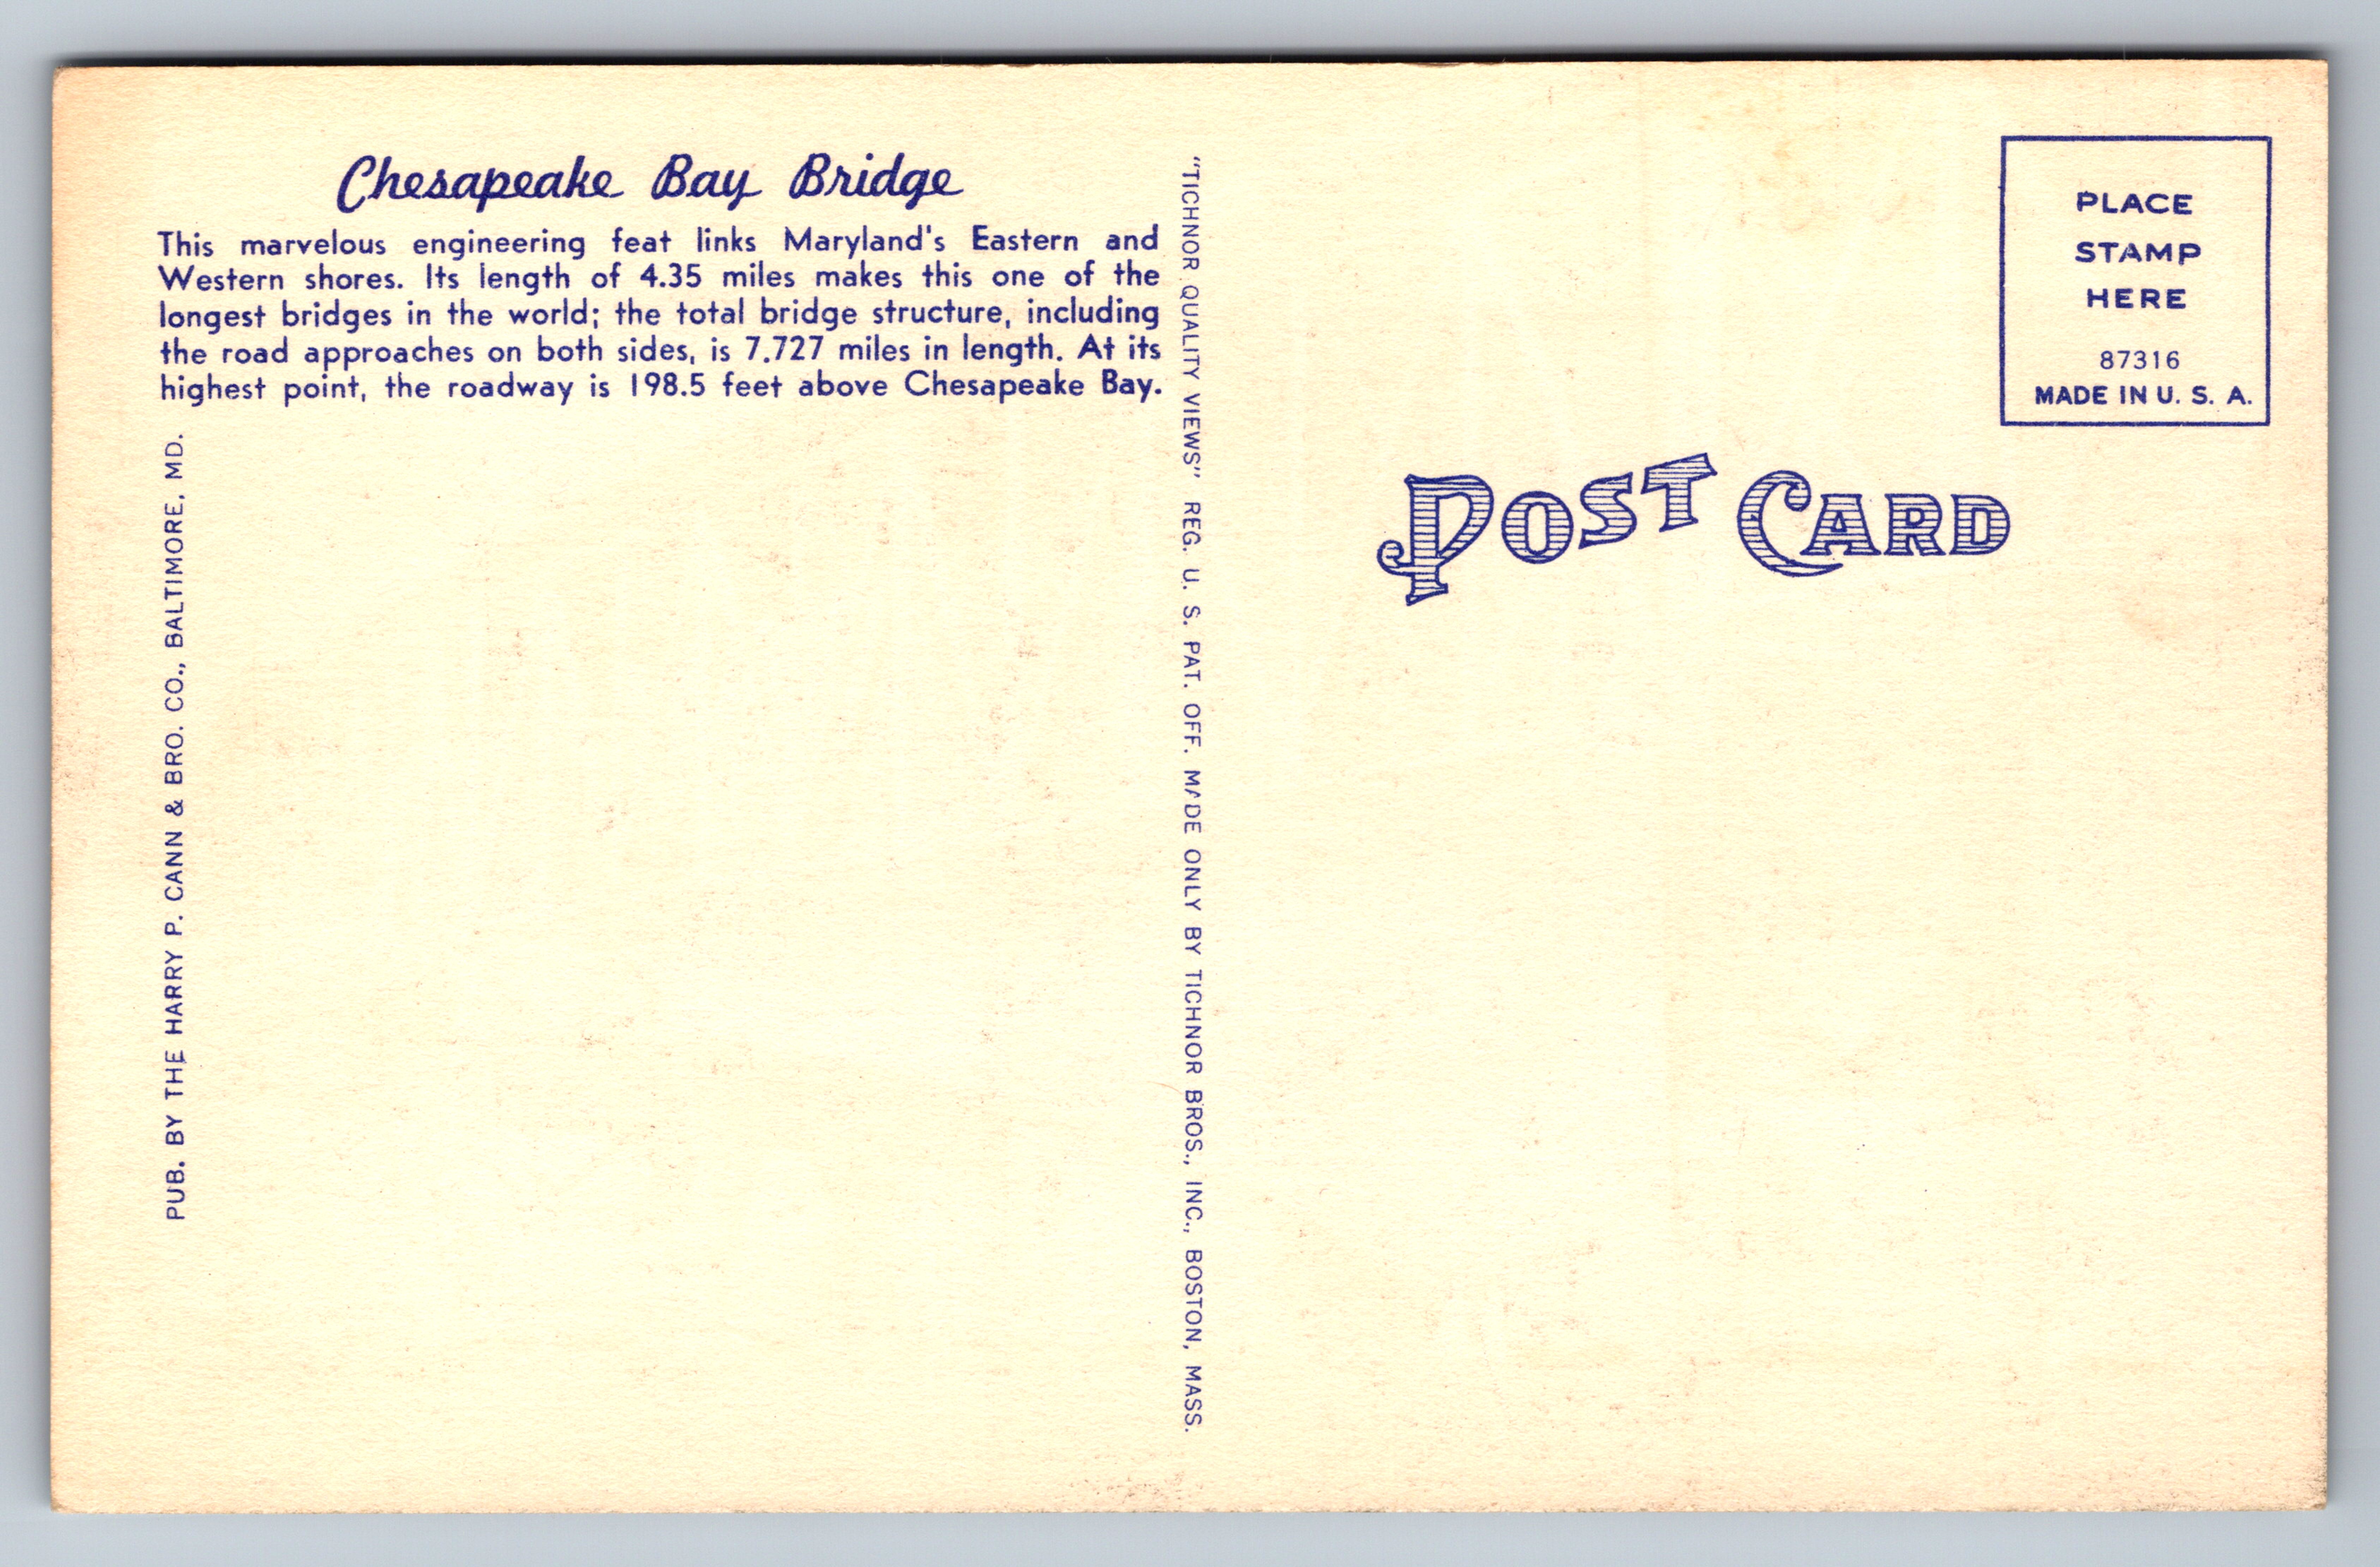 Chesapeake Bay Bridge
This marvelous engineering feat links Maryland's Eastern and
Western shores. Its length of 4.35 miles makes this one of the
longest bridges in the world; the total bridge structure, including
the road approaches on both sides, is 7.727 miles in length. At its
highest point, the roadway is 198.5 feet above Chesapeake Bay.
PUB. BY THE HARRY P. CANN & BRO. CO., BALTIMORE, MD.
"TICHNOR QUALITY VIEWS" REG. U. S. PAT. OFF. MADE ONLY BY TICHNOR BROS., INC., BOSTON, MASS.
PLACE
STAMP
HERE
87316
MADE IN U. S. A.
POST CARD